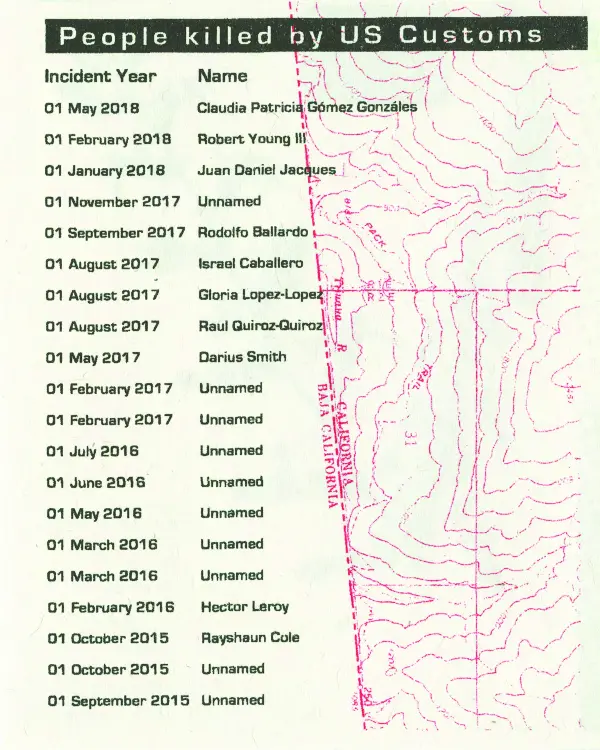 People killed by US Customs
Incident Year Name
01 May 2018 Claudia Patricia Gómez Gonzáles
01 February 2018 Robert Young III
01 January 2018 Juan Daniel Jacques
01 November 2017 Unnamed
01 September 2017 Rodolfo Ballardo
01 August 2017 Israel Caballero
01 August 2017 Gloria Lopez-Lopez
01 August 2017 Raul Quiroz-Quiroz
01 May 2017 Darius Smith
01 February 2017 Unnamed
01 February 2017 Unnamed
01 July 2016 Unnamed
01 June 2016 Unnamed
01 May 2016 Unnamed
01 March 2016 Unnamed
01 March 2016 Unnamed
01 February 2016 Hector Leroy
01 October 2015 Rayshaun Cole
01 October 2015 Unnamed
01 September 2015 Unnamed
PACK
TRAIL
Tijuana R
31
CALIFORNIA
BAJA CALIFORNIA
250